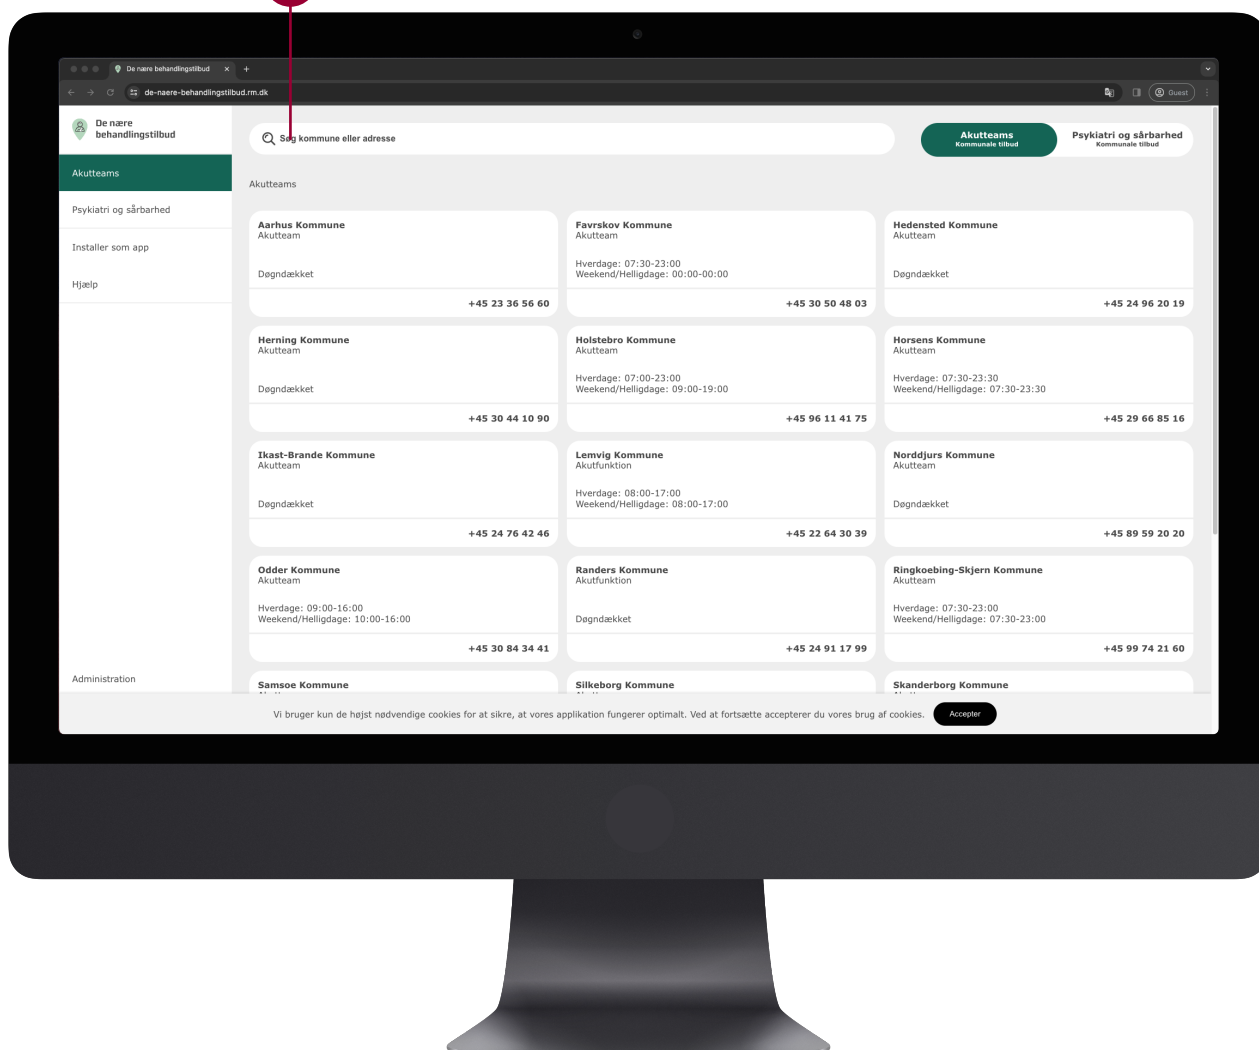 De nære behandlingstilbud
de-naere-behandlingstilbud.rm.dk
Guest
De nære
behandlingstilbud
Søg kommune eller adresse
Akutteams
Kommunale tilbud
Psykiatri og sårbarhed
Kommunale tilbud
Akutteams
Psykiatri og sårbarhed
Installer som app
Hjælp
Administration
Akutteams
Aarhus Kommune
Akutteam
Døgndækket
+45 23 36 56 60
Favrskov Kommune
Akutteam
Hverdage: 07:30-23:00
Weekend/Helligdage: 00:00-00:00
+45 30 50 48 03
Hedensted Kommune
Akutteam
Døgndækket
+45 24 96 20 19
Herning Kommune
Akutteam
Døgndækket
+45 30 44 10 90
Holstebro Kommune
Akutteam
Hverdage: 07:00-23:00
Weekend/Helligdage: 09:00-19:00
+45 96 11 41 75
Horsens Kommune
Akutteam
Hverdage: 07:30-23:30
Weekend/Helligdage: 07:30-23:30
+45 29 66 85 16
Ikast-Brande Kommune
Akutteam
Døgndækket
+45 24 76 42 46
Lemvig Kommune
Akutfunktion
Hverdage: 08:00-17:00
Weekend/Helligdage: 08:00-17:00
+45 22 64 30 39
Norddjurs Kommune
Akutteam
Døgndækket
+45 89 59 20 20
Odder Kommune
Akutteam
Hverdage: 09:00-16:00
Weekend/Helligdage: 10:00-16:00
+45 30 84 34 41
Randers Kommune
Akutfunktion
Døgndækket
+45 24 91 17 99
Ringkoebing-Skjern Kommune
Akutteam
Hverdage: 07:30-23:00
Weekend/Helligdage: 07:30-23:00
+45 99 74 21 60
Samsoe Kommune
Silkeborg Kommune
Skanderborg Kommune
Vi bruger kun de højst nødvendige cookies for at sikre, at vores applikation fungerer optimalt. Ved at fortsætte accepterer du vores brug af cookies.
Accepter